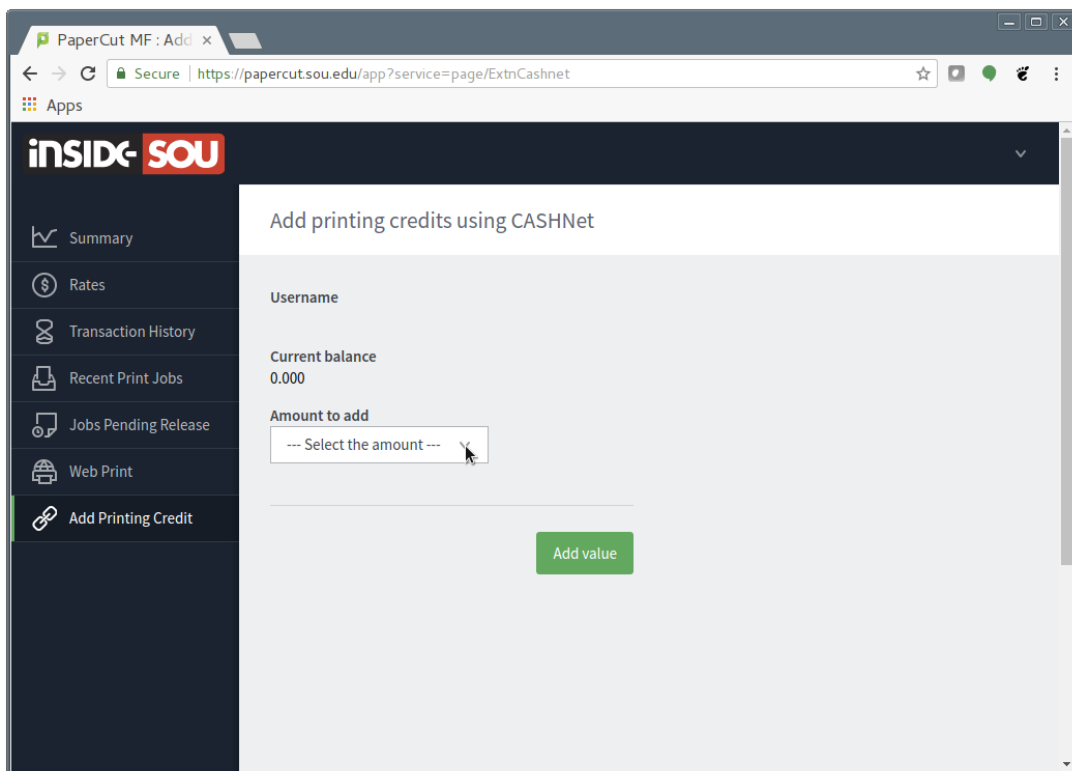 PaperCut MF : Add
Secure https://papercut.sou.edu/app?service=page/ExtnCashnet
Apps
inSIDE SOU
Add printing credits using CASHNet
Summary
Rates
Transaction History
Recent Print Jobs
Jobs Pending Release
Web Print
Add Printing Credit
Username
Current balance
0.000
Amount to add
--- Select the amount ---
Add value